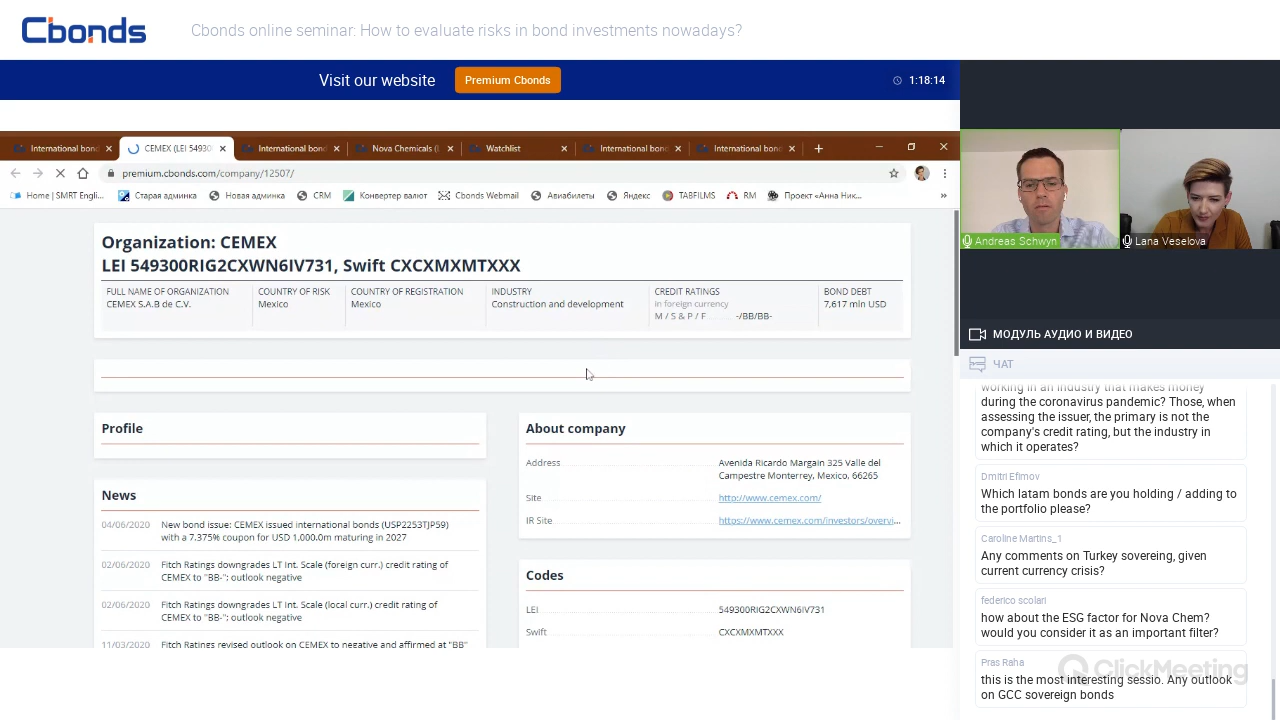 Cbonds
Cbonds online seminar: How to evaluate risks in bond investments nowadays?
Visit our website
Premium Cbonds
1:18:14
International bond
CEMEX (LEI 54930
International bond
Nova Chemicals (L
Watchlist
International bond
International bond
premium.cbonds.com/company/12507/
Home | SMRT Engli...
Старая админка
Новая админка
CRM
Конвертер валют
Cbonds Webmail
Авиабилеты
Яндекс
TABFILMS
RM
Проект «Анна Ник...
»
Organization: CEMEX
LEI 549300RIG2CXWN6IV731, Swift CXCXMXMTXXX
FULL NAME OF ORGANIZATION
CEMEX S.A.B de C.V.
COUNTRY OF RISK
Mexico
COUNTRY OF REGISTRATION
Mexico
INDUSTRY
Construction and development
CREDIT RATINGS
in foreign currency
M / S & P / F -/BB/BB-
BOND DEBT
7,617 mln USD
Profile
News
04/06/2020 New bond issue: CEMEX issued international bonds (USP2253TJP59)
with a 7.375% coupon for USD 1,000.0m maturing in 2027
02/06/2020 Fitch Ratings downgrades LT Int. Scale (foreign curr.) credit rating of
CEMEX to "BB-"; outlook negative
02/06/2020 Fitch Ratings downgrades LT Int. Scale (local curr.) credit rating of
CEMEX to "BB-"; outlook negative
11/03/2020 Fitch Ratings revised outlook on CEMEX to negative and affirmed at "BB"
About company
Address Avenida Ricardo Margain 325 Valle del
Campestre Monterrey, Mexico, 66265
Site http://www.cemex.com/
IR Site https://www.cemex.com/investors/overvi...
Codes
LEI 549300RIG2CXWN6IV731
Swift CXCXMXMTXXX
Andreas Schwyn
Lana Veselova
МОДУЛЬ АУДИО И ВИДЕО
ЧАТ
working in an industry that makes money
during the coronavirus pandemic? Those, when
assessing the issuer, the primary is not the
company's credit rating, but the industry in
which it operates?
Dmitri Efimov
Which latam bonds are you holding / adding to
the portfolio please?
Caroline Martins_1
Any comments on Turkey sovereing, given
current currency crisis?
federico scolari
how about the ESG factor for Nova Chem?
would you consider it as an important filter?
Pras Raha
this is the most interesting sessio. Any outlook
on GCC sovereign bonds
ClickMeeting